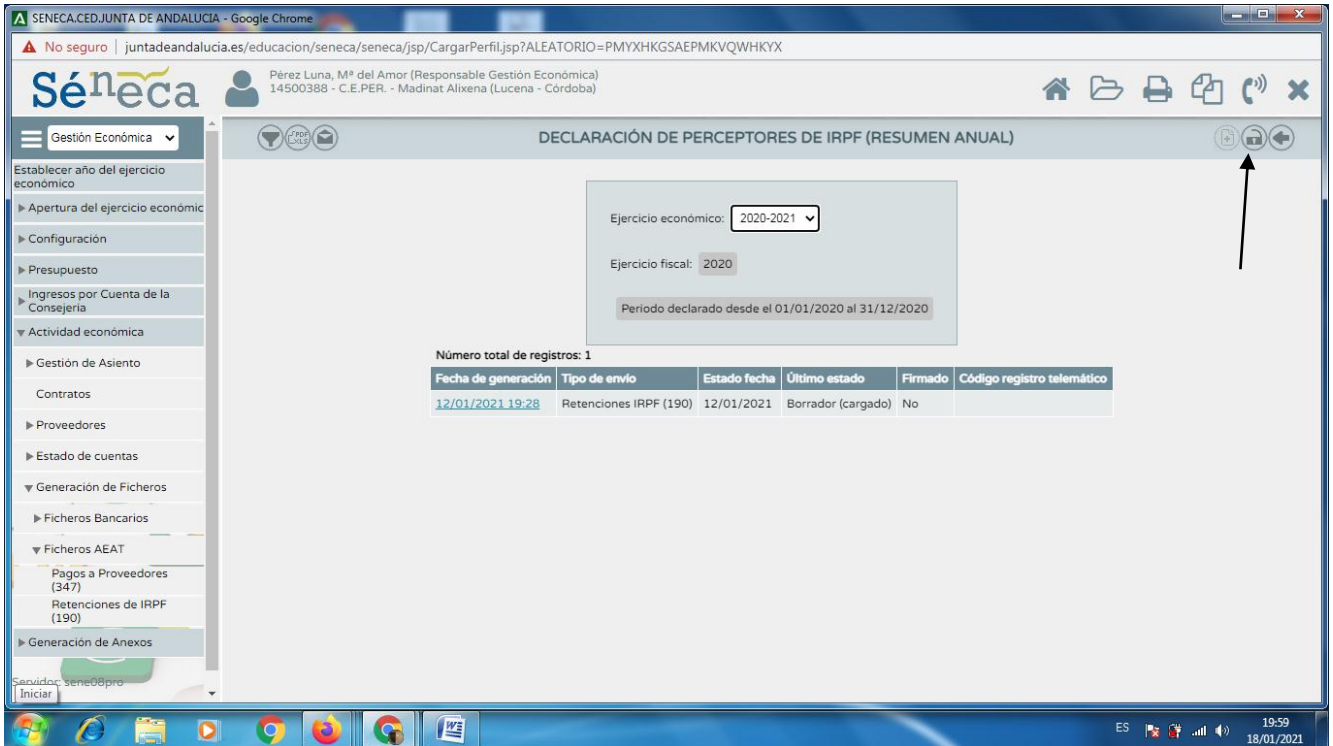 SENECA.CED.JUNTA DE ANDALUCIA - Google Chrome
No seguro | juntadeandalucia.es/educacion/seneca/seneca/jsp/CargarPerfil.jsp?ALEATORIO=PMYXHKGSAEPMKVQWHKYX
Séneca
Pérez Luna, Mª del Amor (Responsable Gestión Económica)
14500388 - C.E.PER. - Madinat Alixena (Lucena - Córdoba)
Gestión Económica
DECLARACIÓN DE PERCEPTORES DE IRPF (RESUMEN ANUAL)
Establecer año del ejercicio
económico
Apertura del ejercicio económic
Configuración
Presupuesto
Ingresos por Cuenta de la
Consejería
Actividad económica
Gestión de Asiento
Contratos
Proveedores
Estado de cuentas
Generación de Ficheros
Ficheros Bancarios
Ficheros AEAT
Pagos a Proveedores
(347)
Retenciones de IRPF
(190)
Generación de Anexos
Servidor: sene08pro
Iniciar
Ejercicio económico: 2020-2021
Ejercicio fiscal: 2020
Periodo declarado desde el 01/01/2020 al 31/12/2020
Número total de registros: 1
Fecha de generación Tipo de envío Estado fecha Último estado Firmado Código registro telemático
12/01/2021 19:28 Retenciones IRPF (190) 12/01/2021 Borrador (cargado) No
ES
19:59
18/01/2021